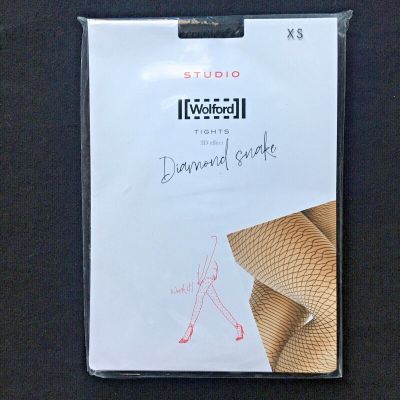 XS
STUDIO
Wolford
TIGHTS
3D effect
Diamond snake